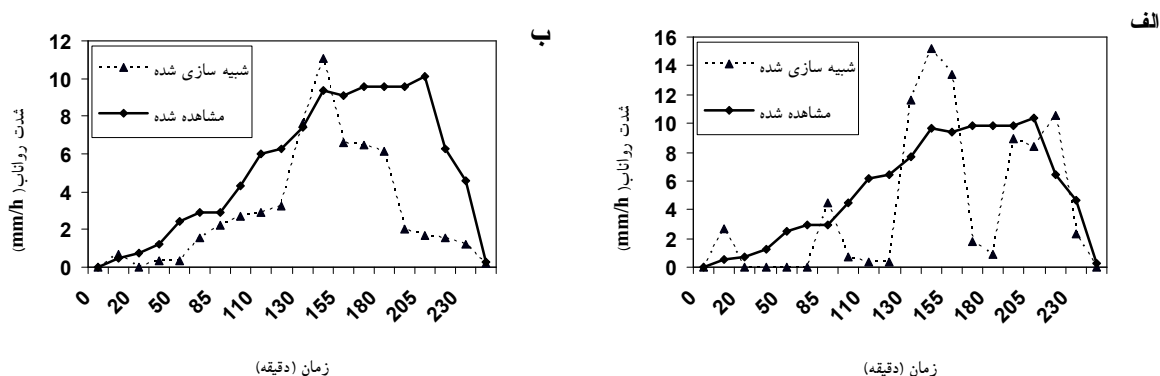 الف
16
14
12
10
8
6
4
2
0
شبیه سازی شده
مشاهده شده
شدت رواناب( mm/h)
0 20 60 85 110 130 155 180 205 230
زمان (دقیقه)
ب
12
10
8
6
4
2
0
شبیه سازی شده
مشاهده شده
شدت رواناب( mm/h)
0 20 60 85 110 130 155 180 205 230
زمان (دقیقه)